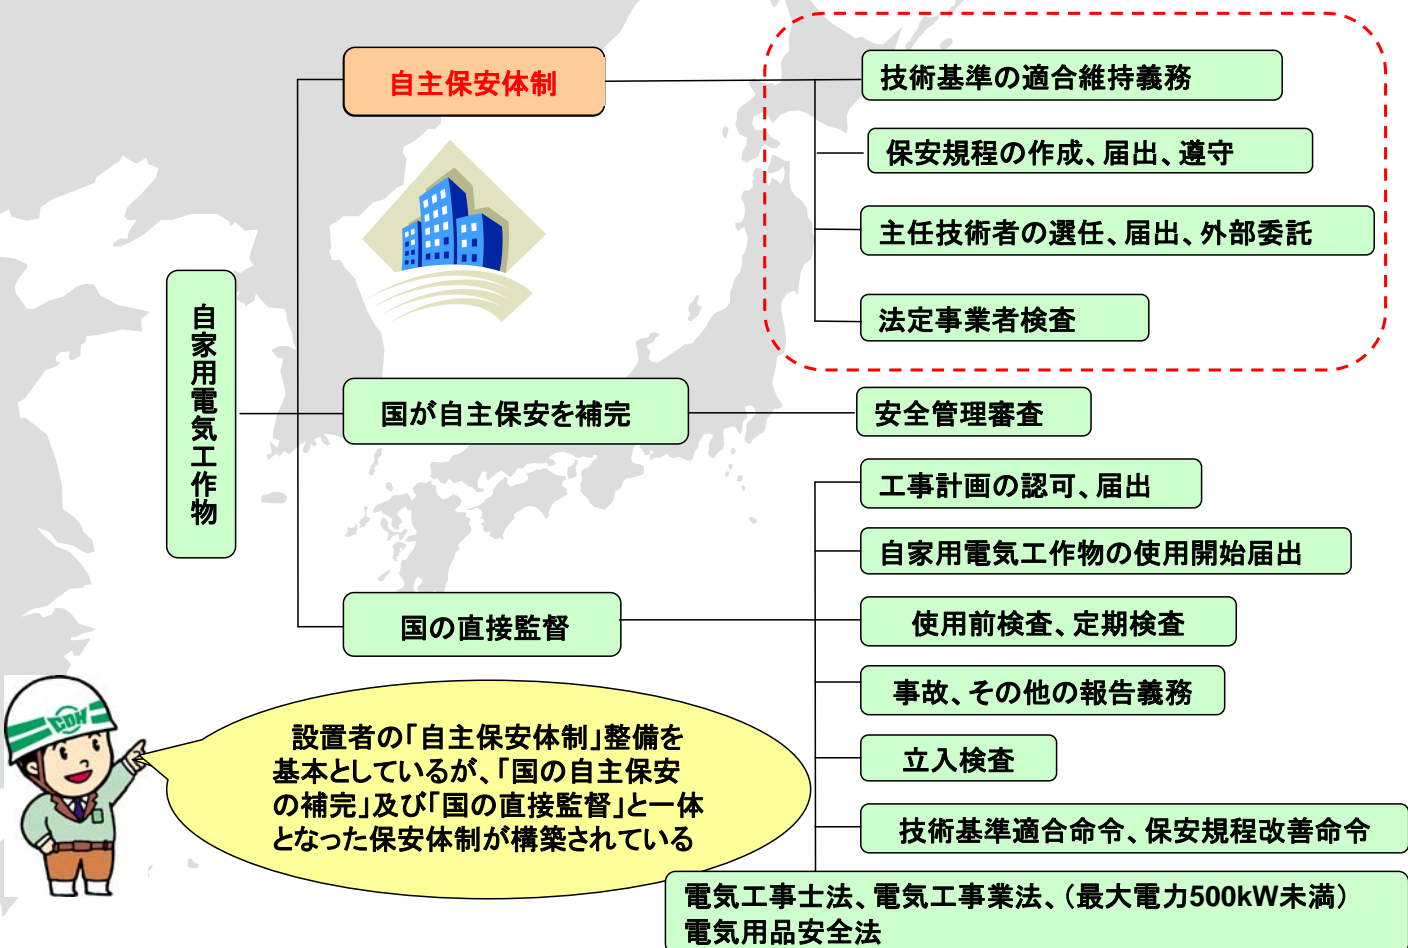 自主保安体制
技術基準の適合維持義務
保安規程の作成、届出、遵守
主任技術者の選任、届出、外部委託
法定事業者検査
自家用電気工作物
国が自主保安を補完
安全管理審査
工事計画の認可、届出
自家用電気工作物の使用開始届出
国の直接監督
使用前検査、定期検査
事故、その他の報告義務
立入検査
技術基準適合命令、保安規程改善命令
電気工事士法、電気工事業法、（最大電力500kW未満）
電気用品安全法
CDH
設置者の「自主保安体制」整備を
基本としているが、「国の自主保安
の補完」及び「国の直接監督」と一体
となった保安体制が構築されている